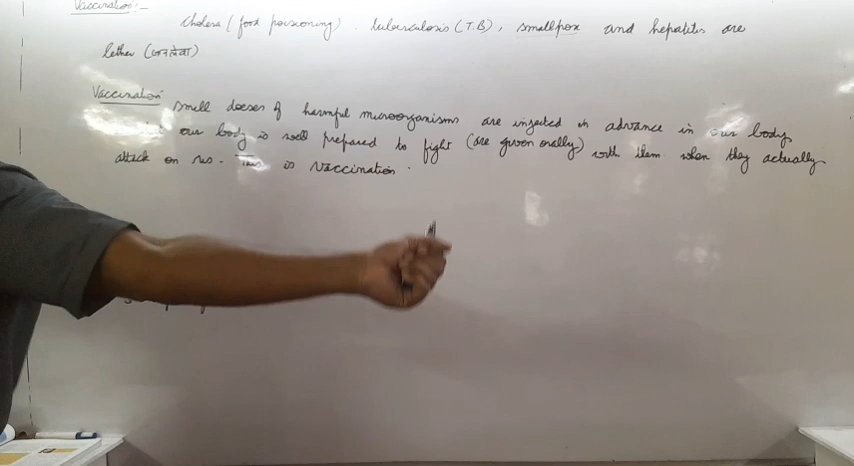 Vaccination:-
cholera (food poisoning). tuberculosis (T.B), smallpox and hepatitis are
lether (जानलेवा)
Vaccination
small doeses of harmful microorganisms are injected in advance in our body
our body is well prepared to fight (are given orally) with them when they actually
attack on us. This is vaccination.